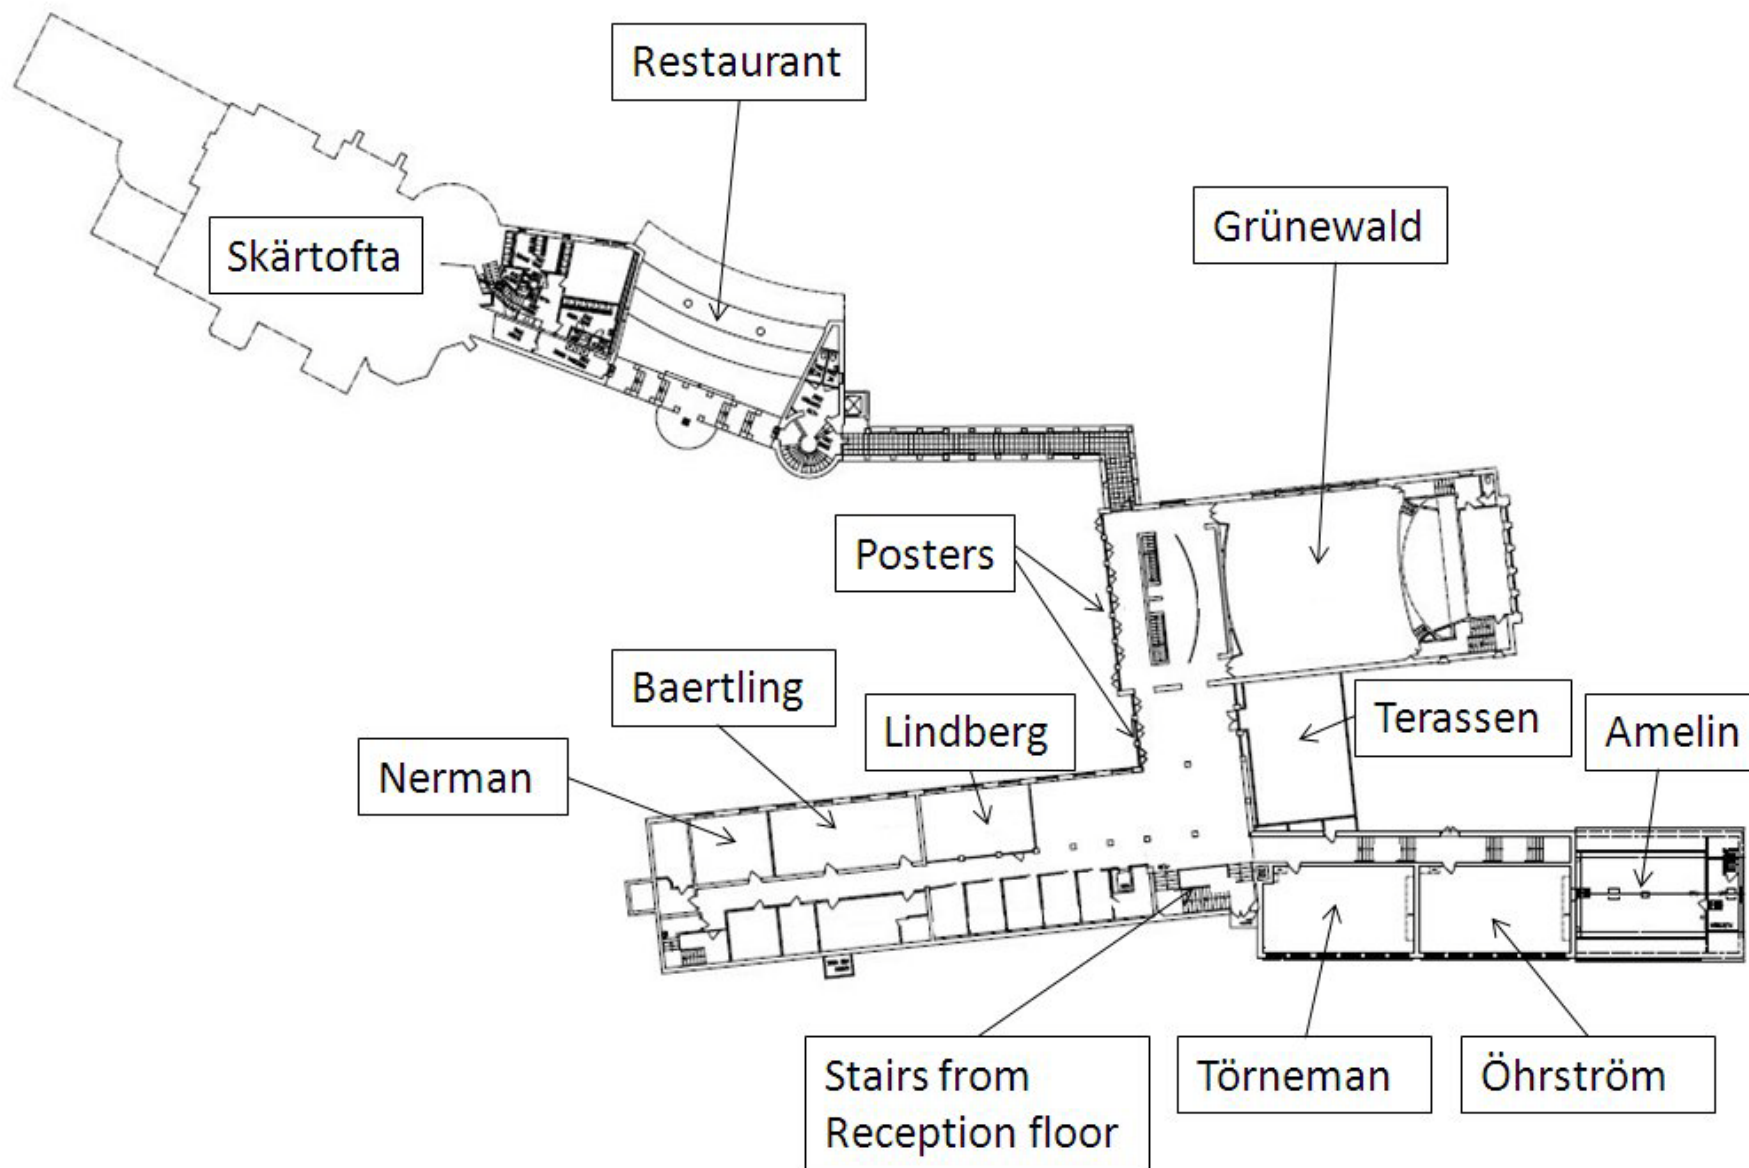 Restaurant
Skärtofta
Grünewald
Posters
Baertling
Lindberg
Terassen
Amelin
Nerman
Stairs from
Reception floor
Törneman
Öhrström